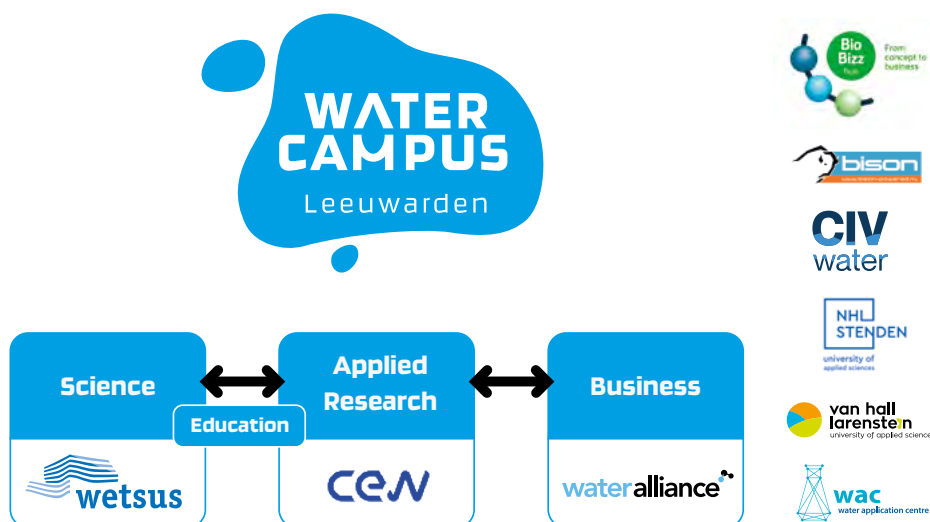 WATER
CAMPUS
Leeuwarden
Science
Education
Applied
Research
Business
wetsus
cew
wateralliance
Bio
Bizz
From
concept to
business
bison
CIV
water
NHL
STENDEN
university of
applied sciences
van hall
larenstein
university of applied sciences
wac
water application centre